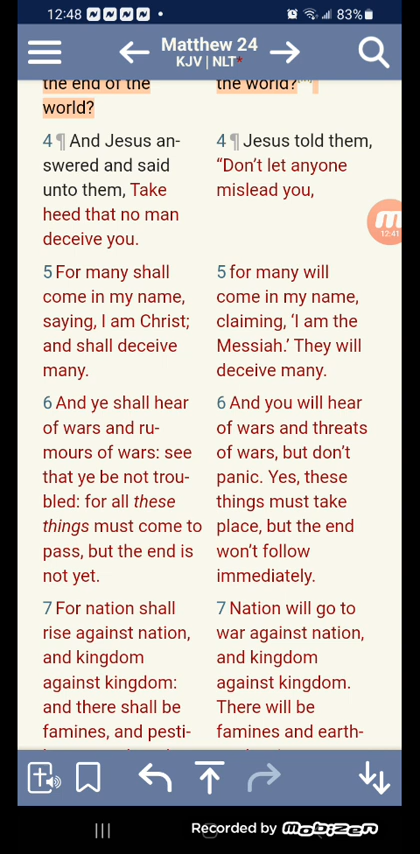 12:48 83%
Matthew 24
KJV | NLT*
the end of the
world?
4 ¶ And Jesus an-
swered and said
unto them, Take
heed that no man
deceive you.
5 For many shall
come in my name,
saying, I am Christ;
and shall deceive
many.
6 And ye shall hear
of wars and ru-
mours of wars: see
that ye be not trou-
bled: for all these
things must come to
pass, but the end is
not yet.
7 For nation shall
rise against nation,
and kingdom
against kingdom:
and there shall be
famines, and pesti-
the world?
4 ¶ Jesus told them,
“Don’t let anyone
mislead you,
5 for many will
come in my name,
claiming, ‘I am the
Messiah.’ They will
deceive many.
6 And you will hear
of wars and threats
of wars, but don’t
panic. Yes, these
things must take
place, but the end
won’t follow
immediately.
7 Nation will go to
war against nation,
and kingdom
against kingdom.
There will be
famines and earth-
m
12:41
Recorded by Mobizen